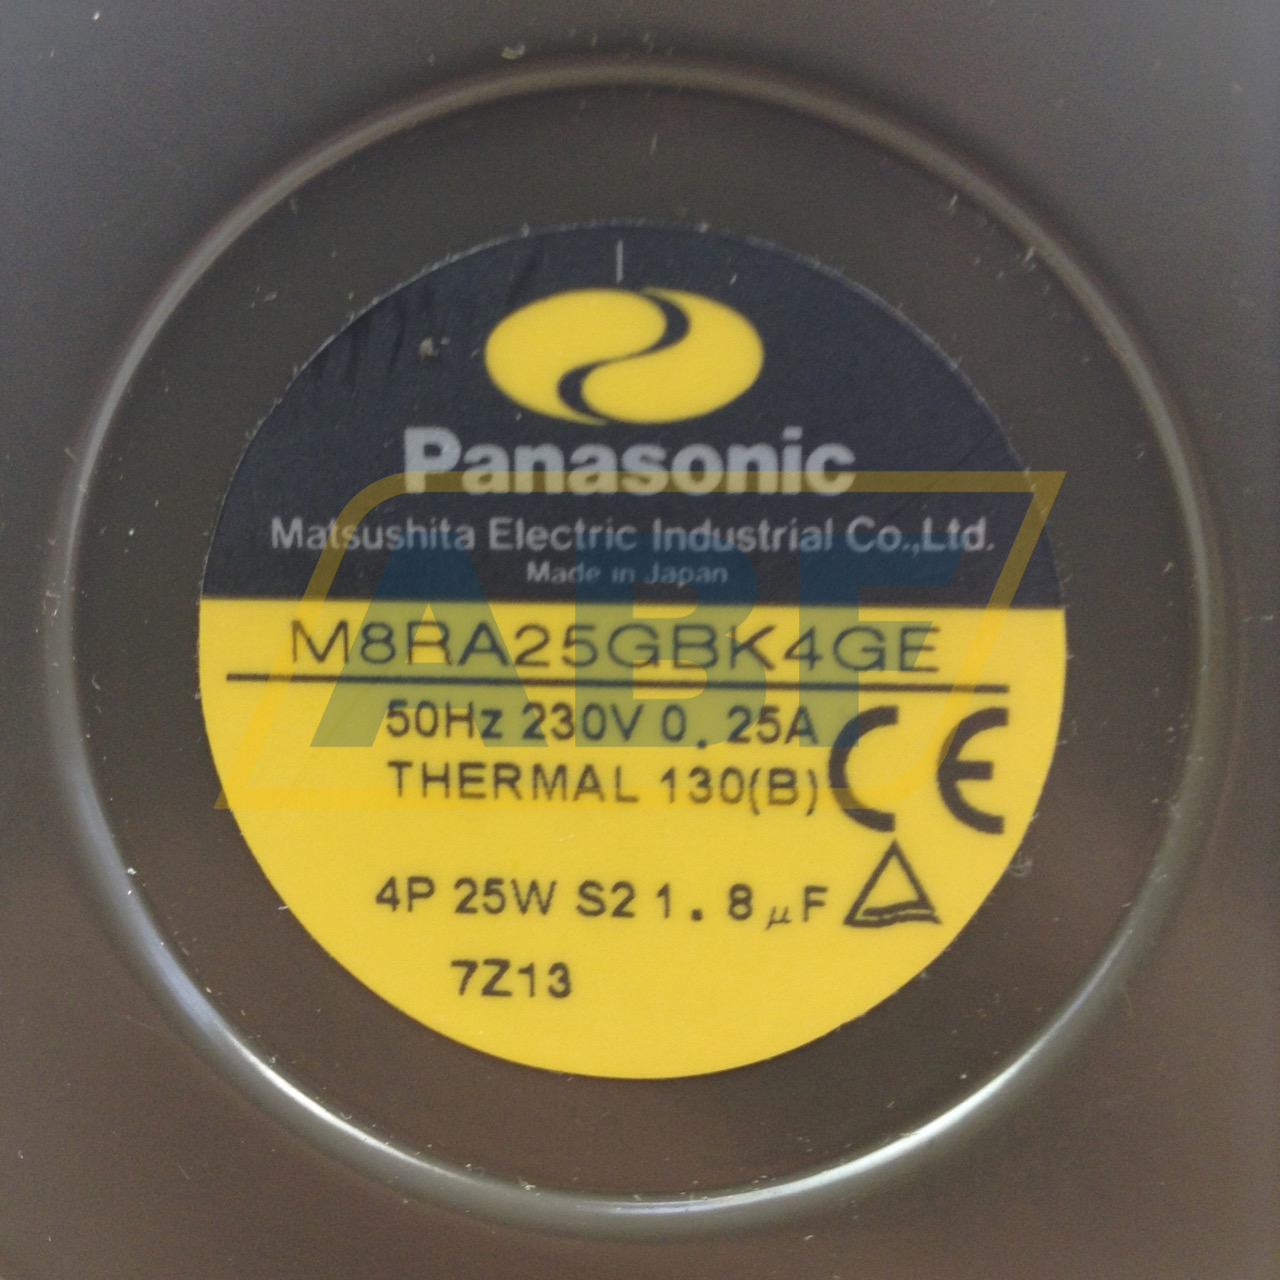 Panasonic
Matsushita Electric Industrial Co.,Ltd.
Made in Japan
M8RA25GBK4GE
50Hz 230V 0.25A
THERMAL 130(B)
CE
4P 25W S2 1.8μF
7Z13
ABF